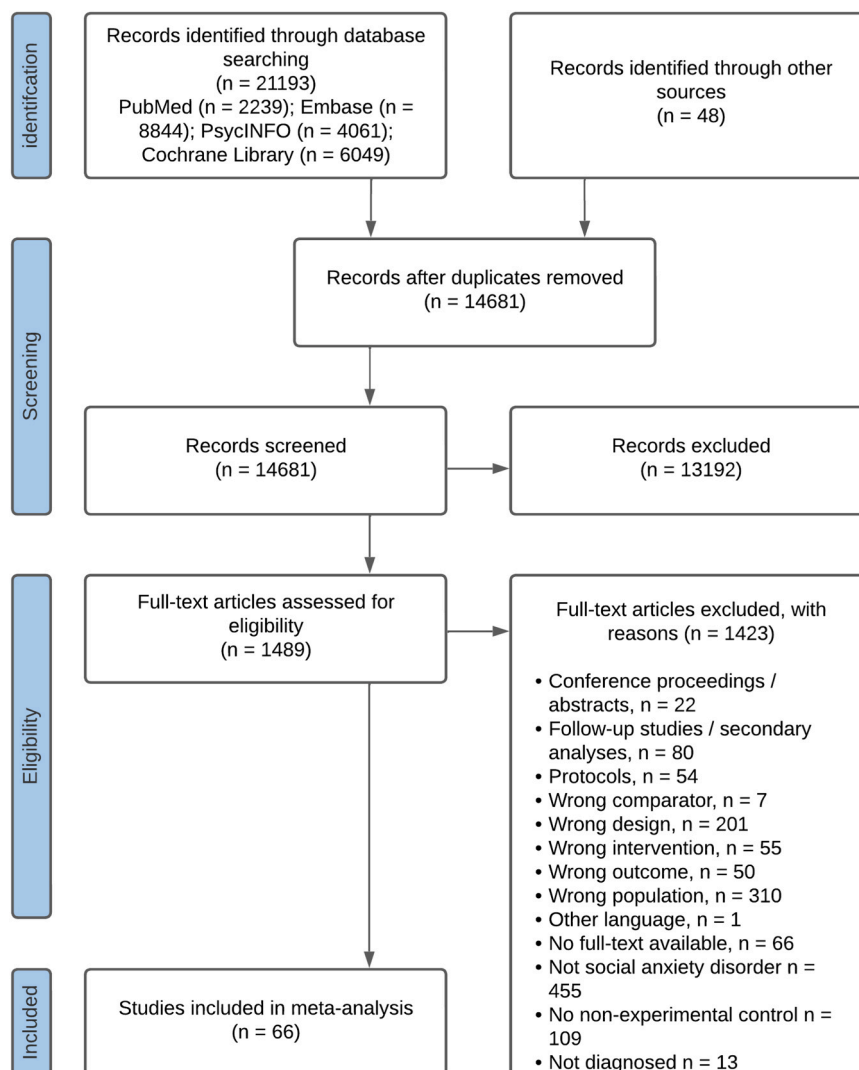 identifcation
Records identified through database
searching
(n = 21193)
PubMed (n = 2239); Embase (n =
8844); PsycINFO (n = 4061);
Cochrane Library (n = 6049)
Records identified through other
sources
(n = 48)
Screening
Records after duplicates removed
(n = 14681)
Records screened
(n = 14681)
Records excluded
(n = 13192)
Eligibility
Full-text articles assessed for
eligibility
(n = 1489)
Full-text articles excluded, with
reasons (n = 1423)
• Conference proceedings /
abstracts, n = 22
• Follow-up studies / secondary
analyses, n = 80
• Protocols, n = 54
• Wrong comparator, n = 7
• Wrong design, n = 201
• Wrong intervention, n = 55
• Wrong outcome, n = 50
• Wrong population, n = 310
• Other language, n = 1
• No full-text available, n = 66
• Not social anxiety disorder n =
455
• No non-experimental control n =
109
• Not diagnosed n = 13
Included
Studies included in meta-analysis
(n = 66)